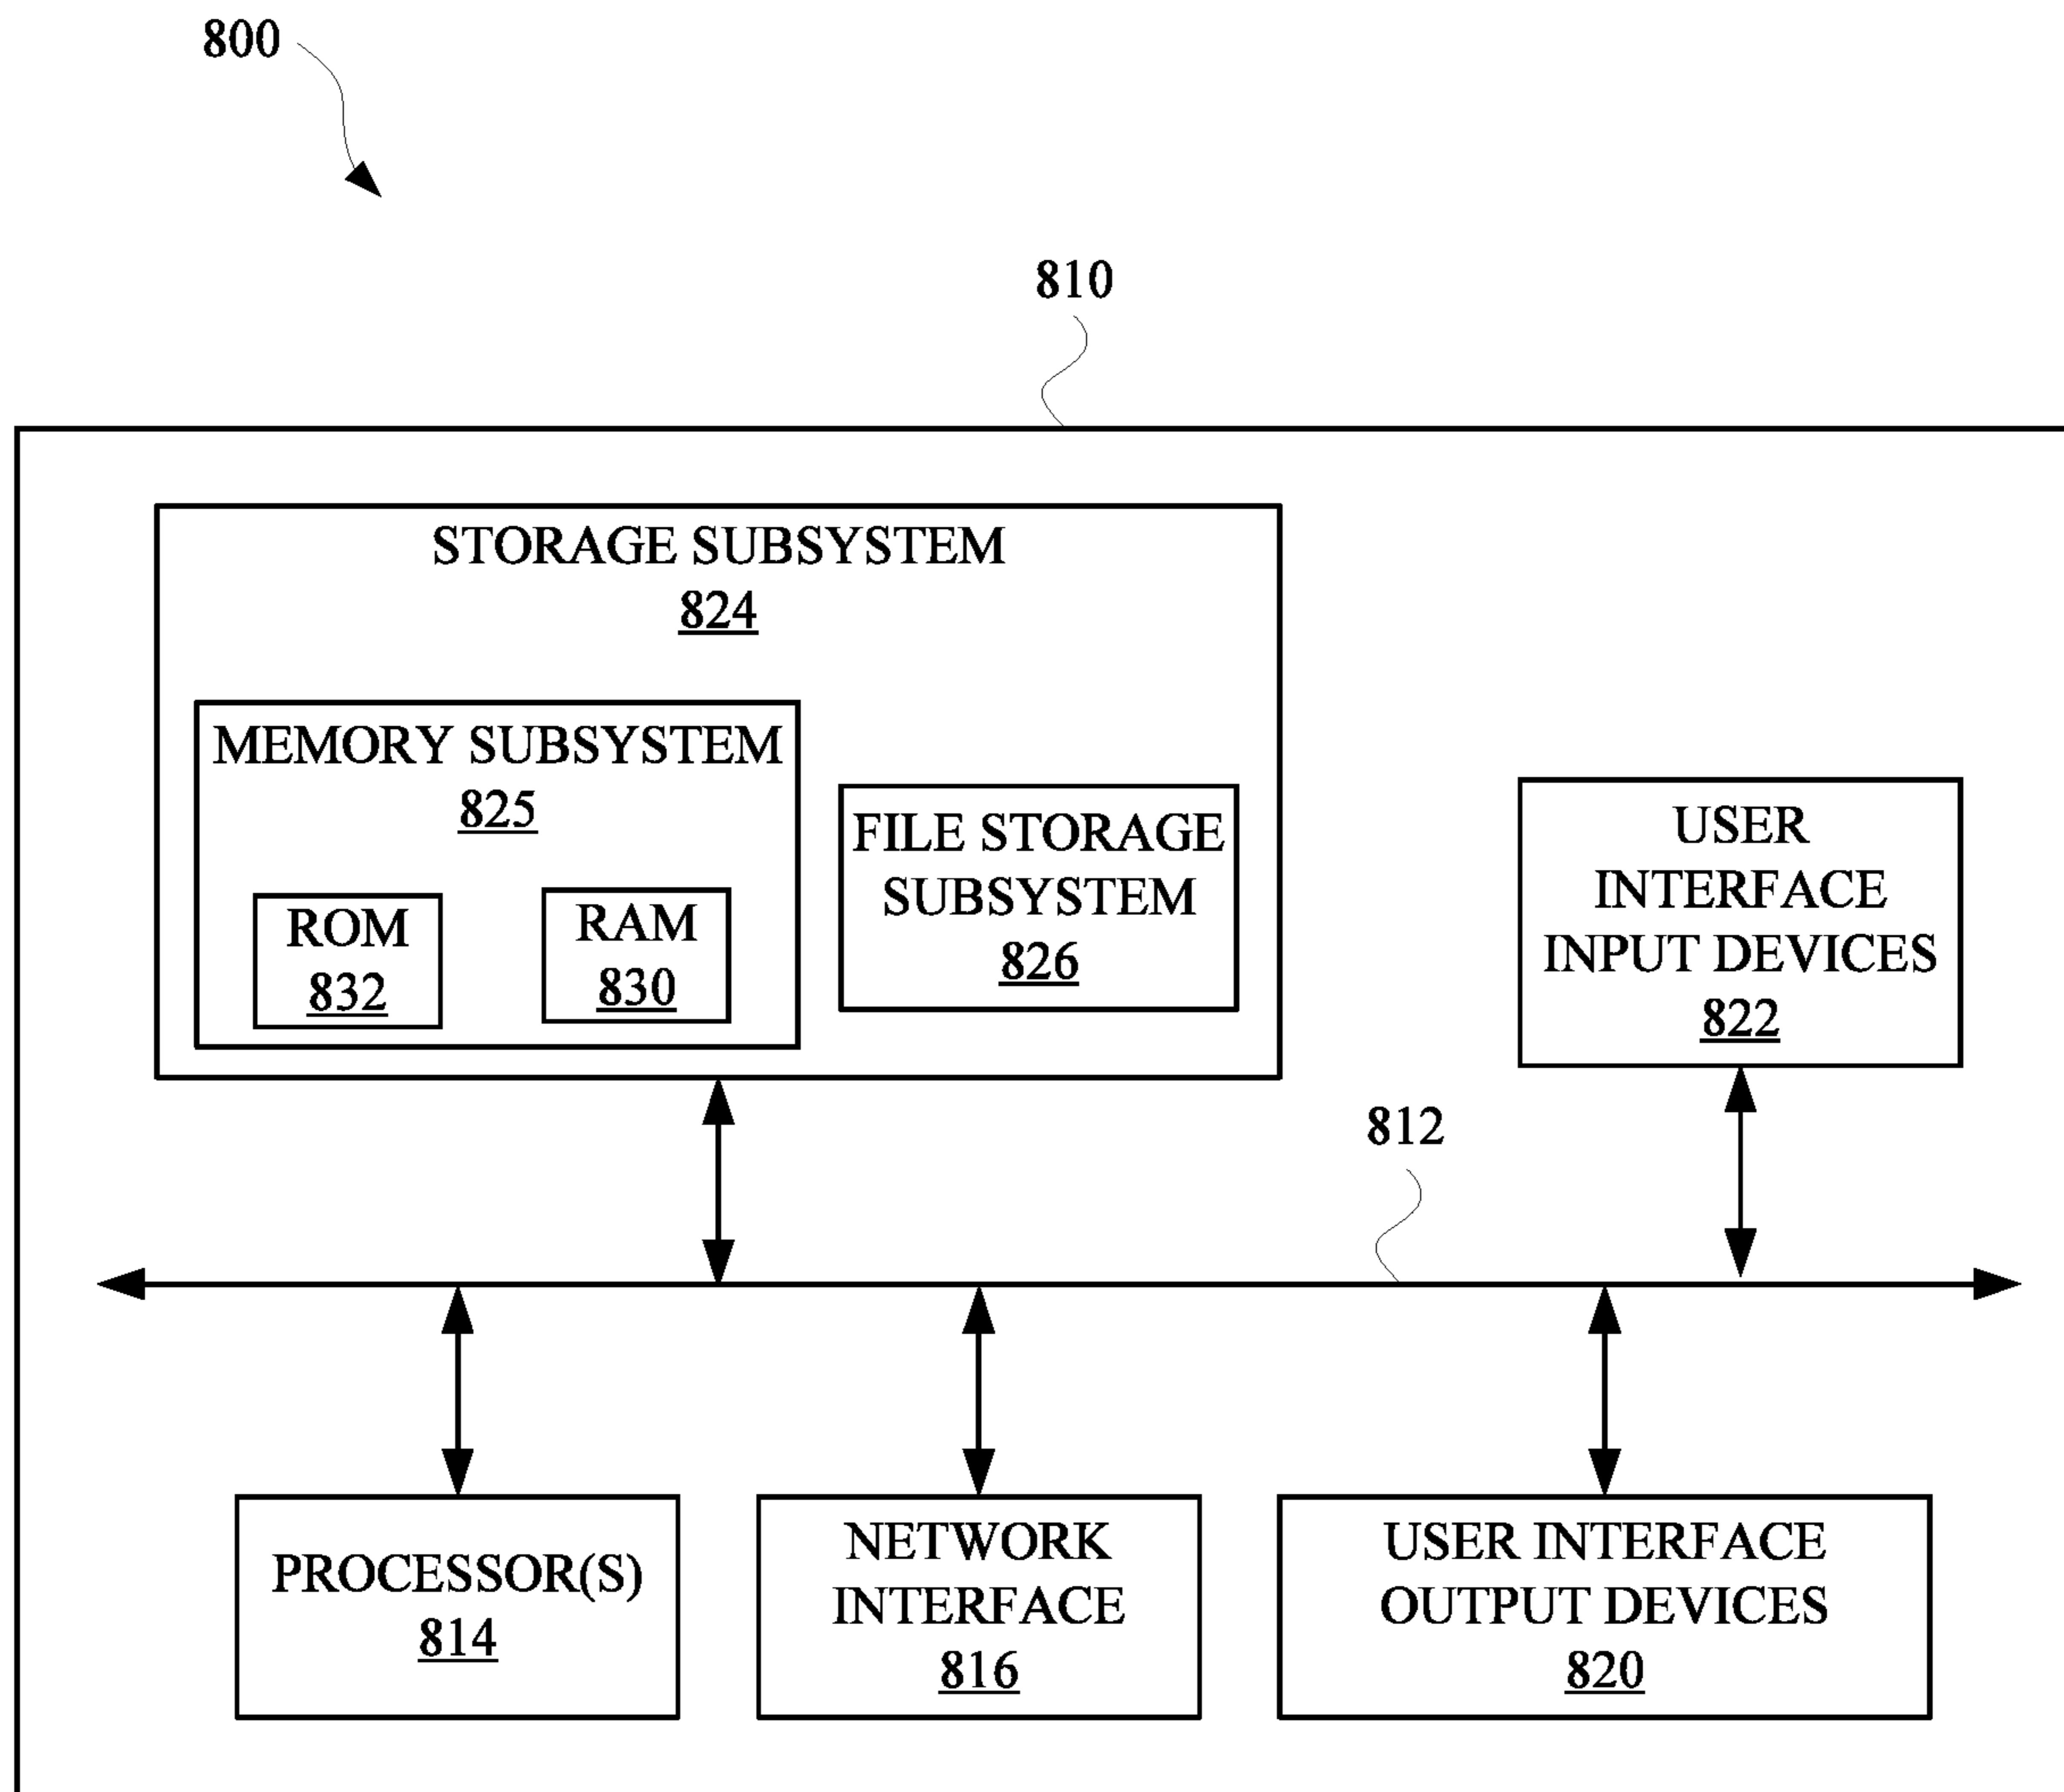 800
810
STORAGE SUBSYSTEM
824
MEMORY SUBSYSTEM
825
ROM
832
RAM
830
FILE STORAGE
SUBSYSTEM
826
USER
INTERFACE
INPUT DEVICES
822
812
PROCESSOR(S)
814
NETWORK
INTERFACE
816
USER INTERFACE
OUTPUT DEVICES
820